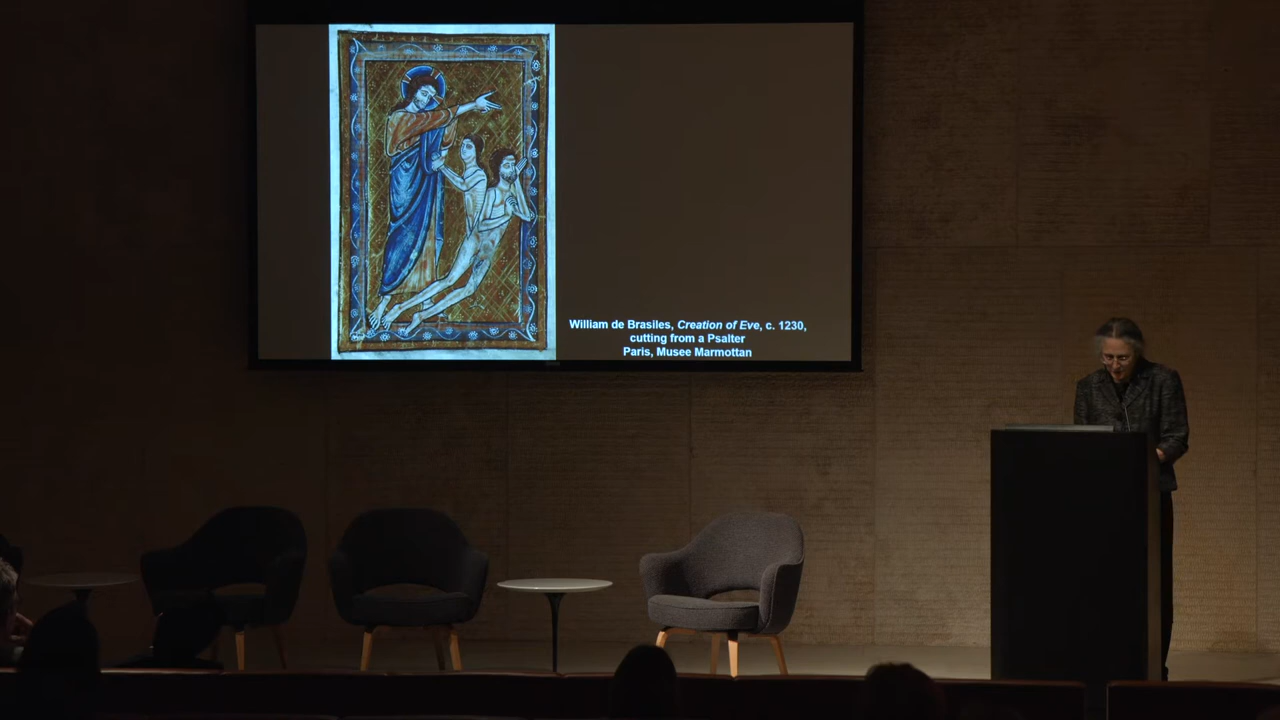 William de Brasiles, Creation of Eve, c. 1230,
cutting from a Psalter
Paris, Musee Marmottan